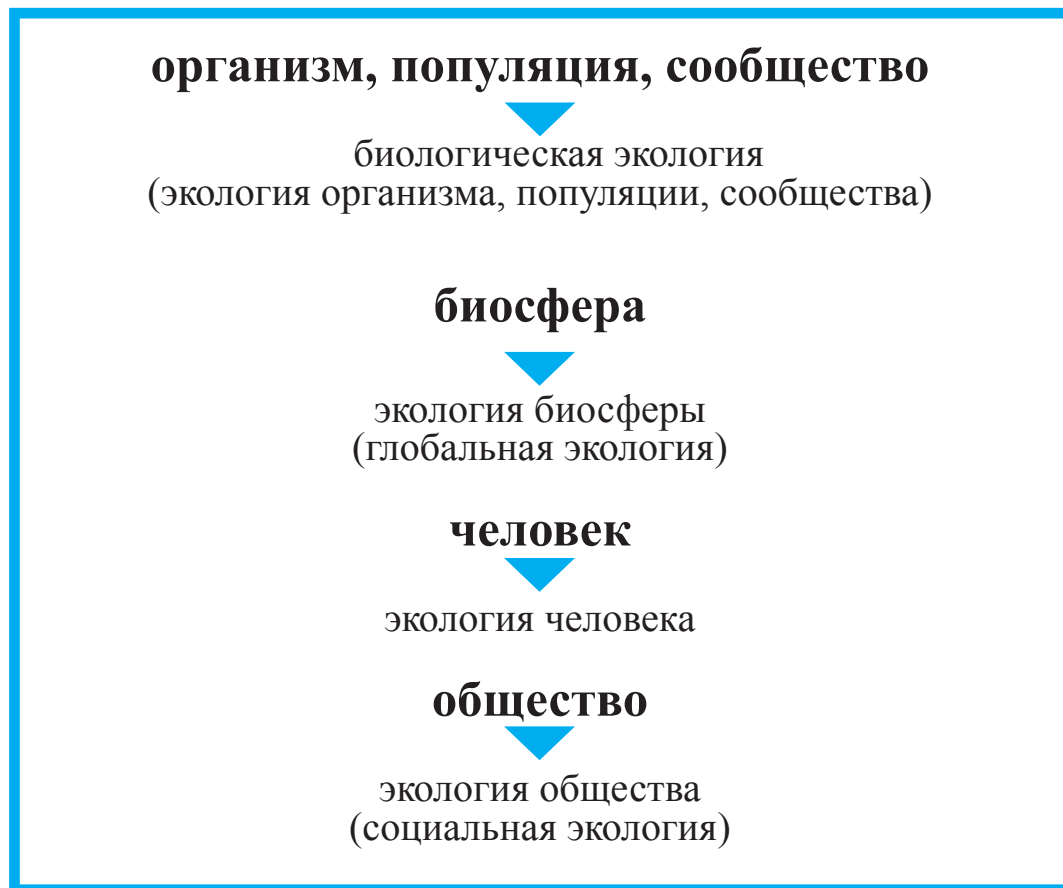 организм, популяция, сообщество
биологическая экология
(экология организма, популяции, сообщества)
биосфера
экология биосферы
(глобальная экология)
человек
экология человека
общество
экология общества
(социальная экология)